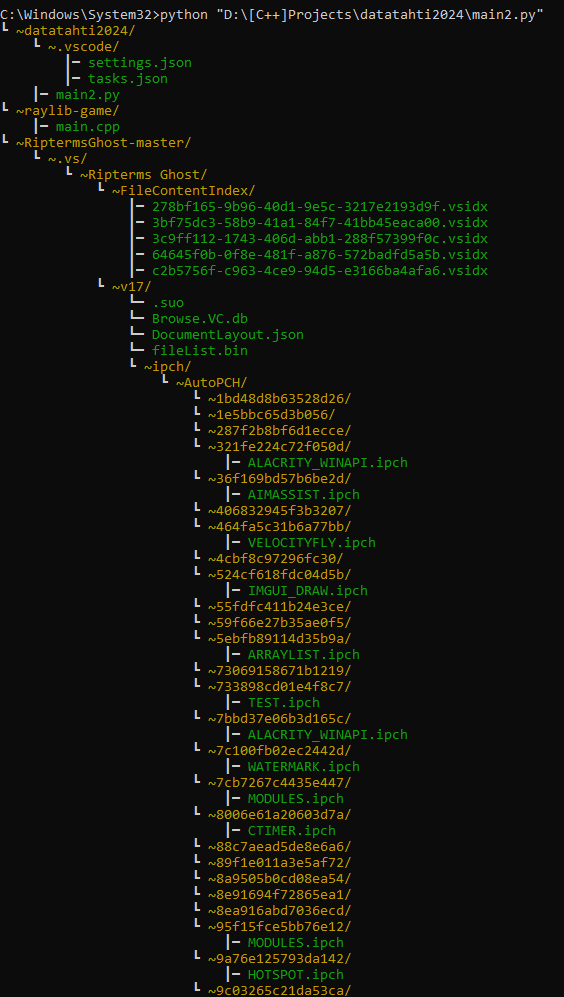 C:\Windows\System32>python "D:\[C++]Projects\datatahti2024\main2.py"
┖ ~datatahti2024/
    ┖ ~.vscode/
        ┠─ settings.json
        ┠─ tasks.json
    ┠─ main2.py
┖ ~raylib-game/
    ┠─ main.cpp
┖ ~RiptermsGhost-master/
    ┖ ~.vs/
        ┖ ~Ripterms Ghost/
            ┖ ~FileContentIndex/
                ┠─ 278bf165-9b96-40d1-9e5c-3217e2193d9f.vsidx
                ┠─ 3bf75dc3-58b9-41a1-84f7-41bb45eaca00.vsidx
                ┠─ 3c9ff112-1743-406d-abb1-288f57399f0c.vsidx
                ┠─ 64645f0b-0f8e-481f-a876-572badfd5a5b.vsidx
                ┠─ c2b5756f-c963-4ce9-94d5-e3166ba4afa6.vsidx
            ┖ ~v17/
                ┖─ .suo
                ┖─ Browse.VC.db
                ┖─ DocumentLayout.json
                ┖─ fileList.bin
                ┖ ~ipch/
                    ┖ ~AutoPCH/
                        ┖ ~1bd48d8b63528d26/
                        ┖ ~1e5bbc65d3b056/
                        ┖ ~287f2b8bf6d1ecce/
                        ┖ ~321fe224c72f050d/
                            ┠─ ALACRITY_WINAPI.ipch
                        ┖ ~36f169bd57b6be2d/
                            ┠─ AIMASSIST.ipch
                        ┖ ~406832945f3b3207/
                        ┖ ~464fa5c31b6a77bb/
                            ┠─ VELOCITYFLY.ipch
                        ┖ ~4cbf8c97296fc30/
                        ┖ ~524cf618fdc04d5b/
                            ┠─ IMGUI_DRAW.ipch
                        ┖ ~55fdfc411b24e3ce/
                        ┖ ~59f66e27b35ae0f5/
                        ┖ ~5ebfb89114d35b9a/
                            ┠─ ARRAYLIST.ipch
                        ┖ ~73069158671b1219/
                        ┖ ~733898cd01e4f8c7/
                            ┠─ TEST.ipch
                        ┖ ~7bbd37e06b3d165c/
                            ┠─ ALACRITY_WINAPI.ipch
                        ┖ ~7c100fb02ec2442d/
                            ┠─ WATERMARK.ipch
                        ┖ ~7cb7267c4435e447/
                            ┠─ MODULES.ipch
                        ┖ ~8006e61a20603d7a/
                            ┠─ CTIMER.ipch
                        ┖ ~88c7aead5de8e6a6/
                        ┖ ~89f1e011a3e5af72/
                        ┖ ~8a9505b0cd08ea54/
                        ┖ ~8e91694f72865ea1/
                        ┖ ~8ea916abd7036ecd/
                        ┖ ~95f15fce5bb76e12/
                            ┠─ MODULES.ipch
                        ┖ ~9a76e125793da142/
                            ┠─ HOTSPOT.ipch
                        ┖ ~9c03265c21da53ca/